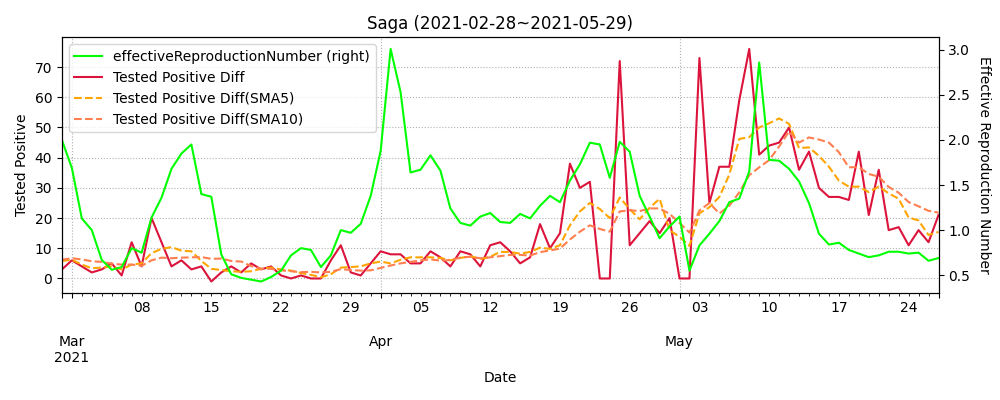 Saga (2021-02-28~2021-05-29)
effectiveReproductionNumber (right)
Tested Positive Diff
Tested Positive Diff(SMA5)
Tested Positive Diff(SMA10)
Tested Positive
70
60
50
40
30
20
10
0
3.0
2.5
2.0
1.5
1.0
0.5
Effective Reproduction Number
08 15 22 29 05 12 19 26 03 10 17 24
Mar Apr May
2021
Date